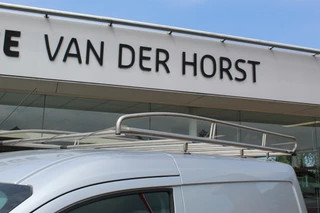 E VAN DER HORST